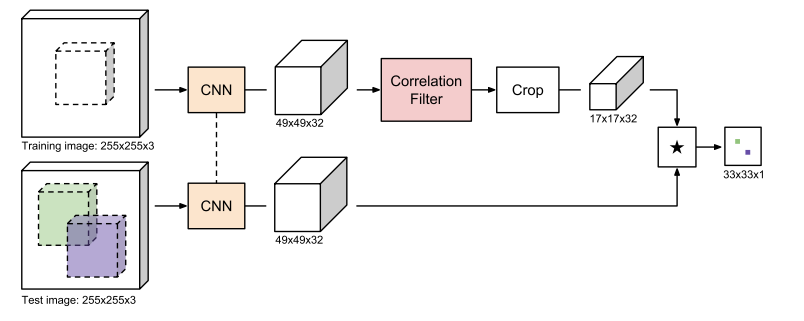 Training image: 255x255x3
CNN
49x49x32
Correlation
Filter
Crop
17x17x32
★
33x33x1
Test image: 255x255x3
CNN
49x49x32